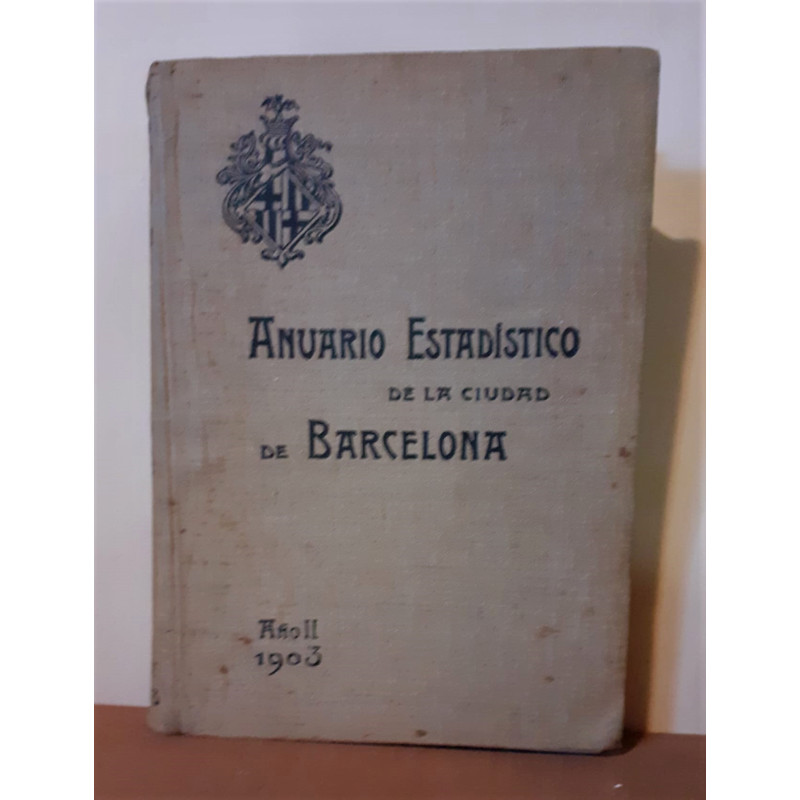 ANUARIO ESTADÍSTICO
DE LA CIUDAD
DE BARCELONA
Año II
1903